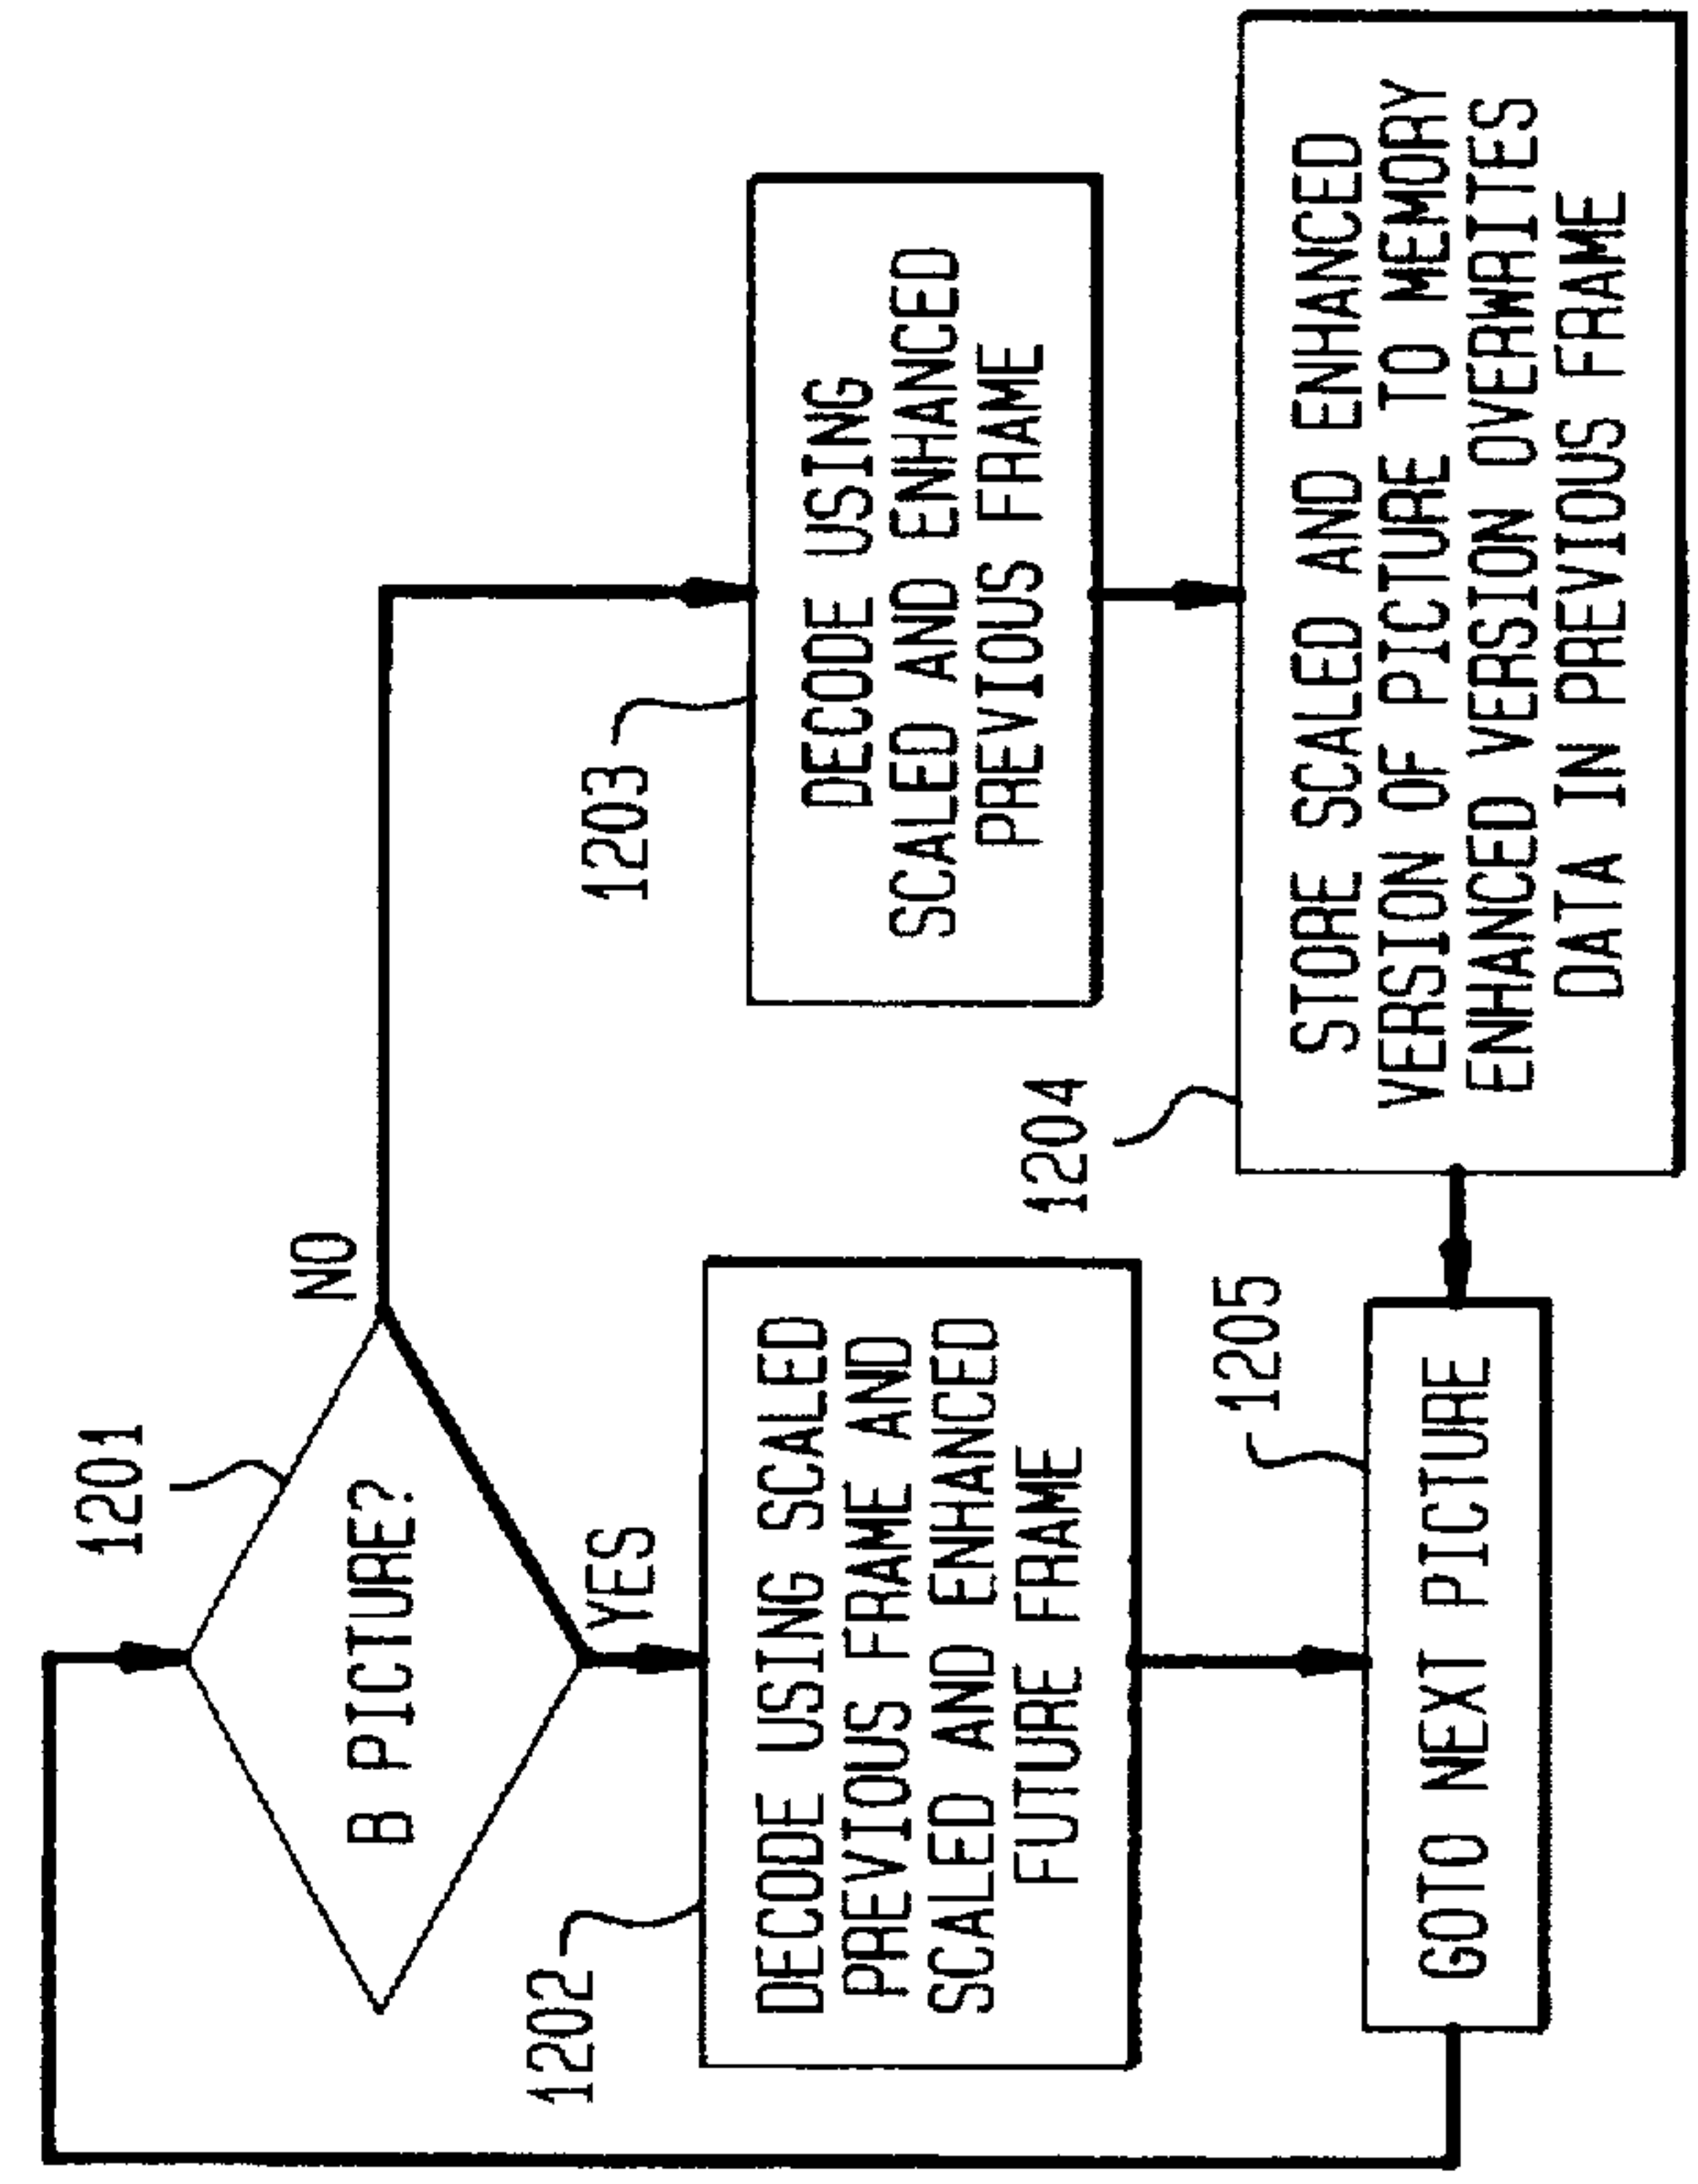 1201
B PICTURE?
NO
YES
1202
DECODE USING SCALED
PREVIOUS FRAME AND
SCALED AND ENHANCED
FUTURE FRAME
1203
DECODE USING
SCALED AND ENHANCED
PREVIOUS FRAME
1204
STORE SCALED AND ENHANCED
VERSION OF PICTURE TO MEMORY
ENHANCED VERSION OVERWRITES
DATA IN PREVIOUS FRAME
1205
GOTO NEXT PICTURE